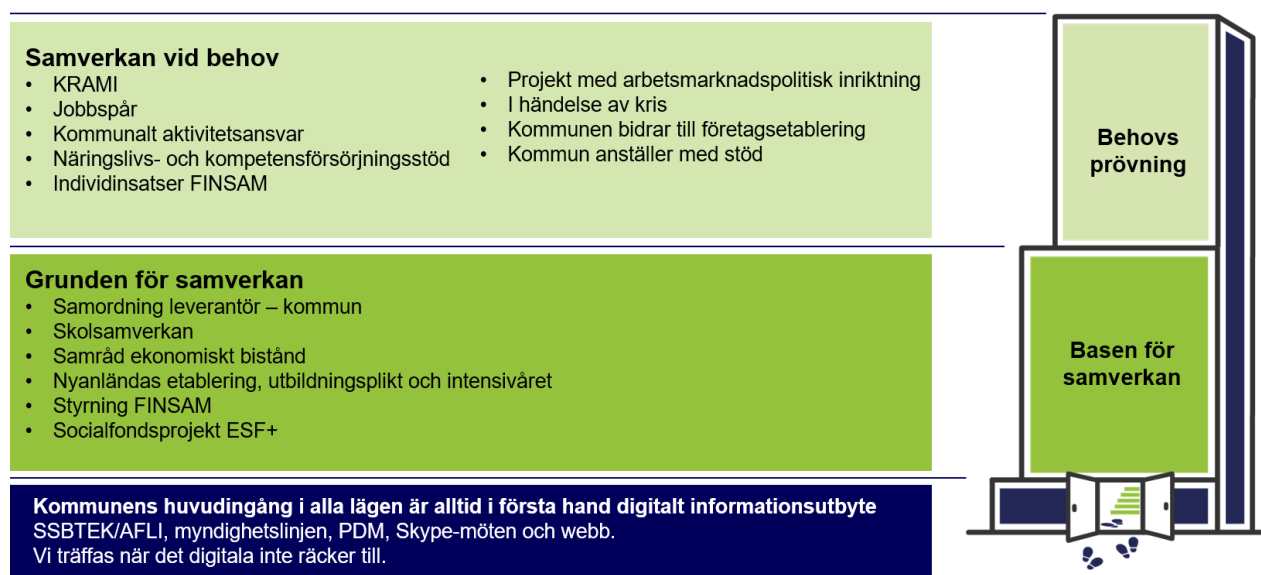 Samverkan vid behov
• KRAMI
• Jobbspår
• Kommunalt aktivitetsansvar
• Näringslivs- och kompetensförsörjningsstöd
• Individinsatser FINSAM
• Projekt med arbetsmarknadspolitisk inriktning
• I händelse av kris
• Kommunen bidrar till företagsetablering
• Kommun anställer med stöd
Behovs
prövning
Grunden för samverkan
• Samordning leverantör – kommun
• Skolsamverkan
• Samråd ekonomiskt bistånd
• Nyanländas etablering, utbildningsplikt och intensivåret
• Styrning FINSAM
• Socialfondsprojekt ESF+
Basen för
samverkan
Kommunens huvudingång i alla lägen är alltid i första hand digitalt informationsutbyte
SSBTEK/AFLI, myndighetslinjen, PDM, Skype-möten och webb.
Vi träffas när det digitala inte räcker till.